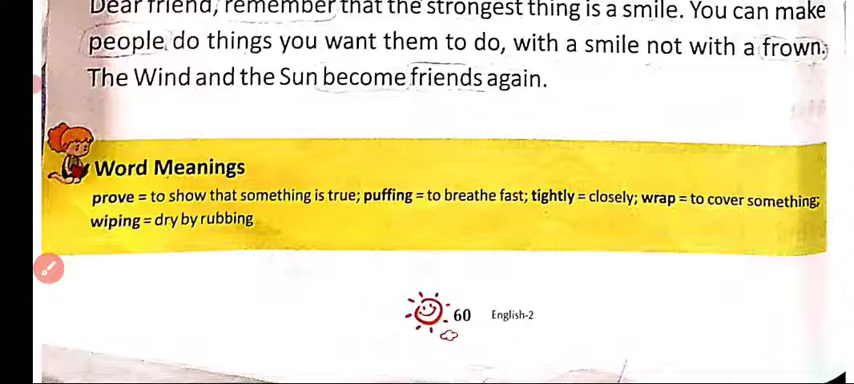 Dear friend, remember that the strongest thing is a smile. You can make
people do things you want them to do, with a smile not with a frown.
The Wind and the Sun become friends again.
Word Meanings
prove = to show that something is true; puffing = to breathe fast; tightly = closely; wrap = to cover something;
wiping = dry by rubbing
60 English-2